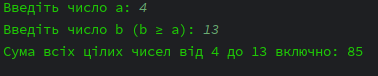 Введіть число a: 4
Введіть число b (b ≥ a): 13
Сума всіх цілих чисел від 4 до 13 включно: 85